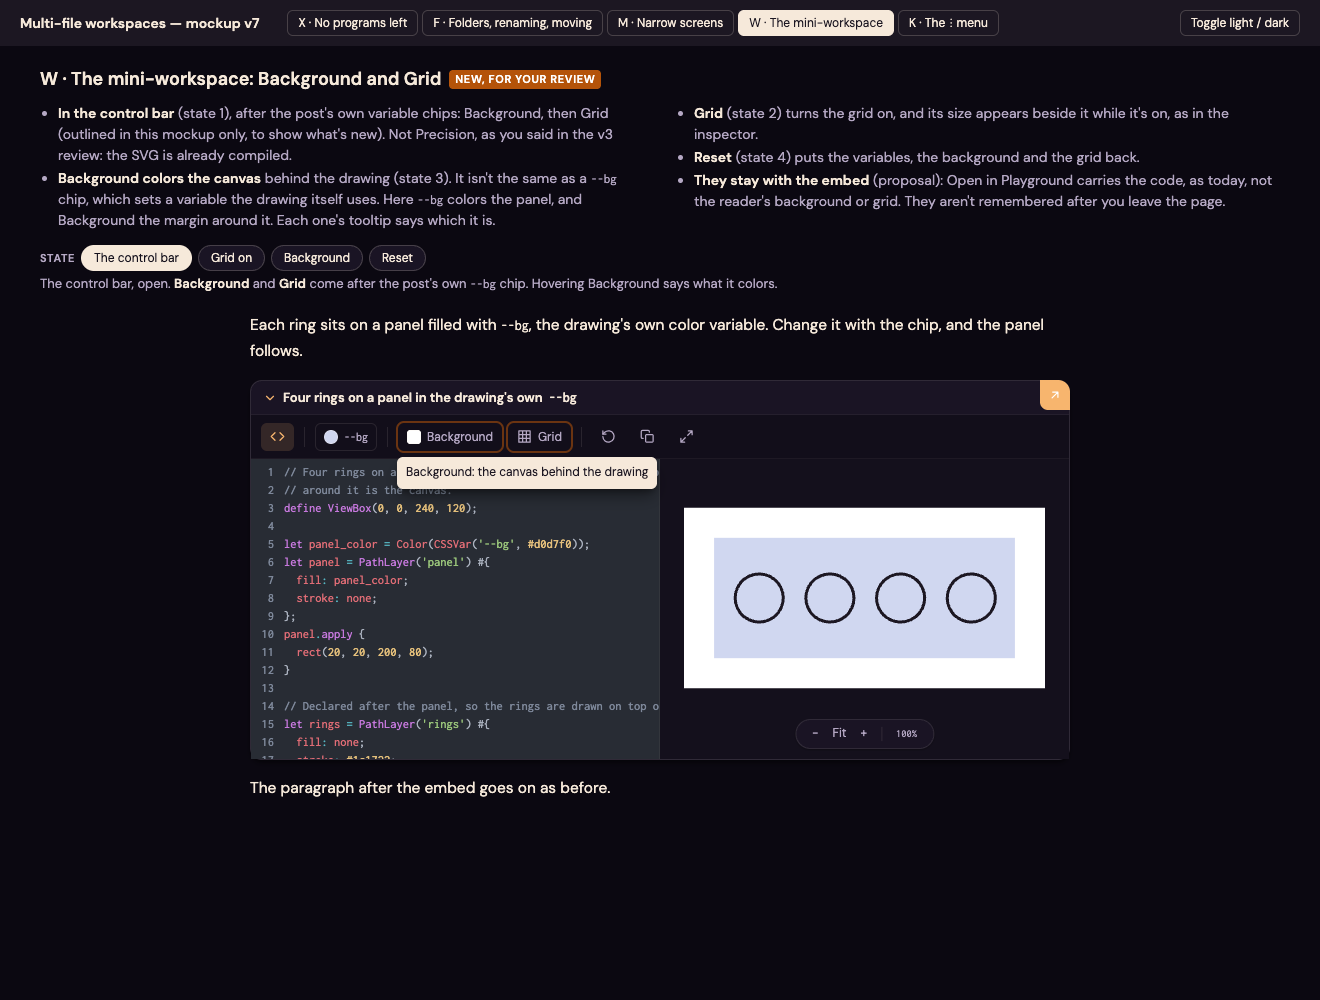 Multi-file workspaces — mockup v7
X · No programs left
F · Folders, renaming, moving
M · Narrow screens
W · The mini-workspace
K · The ⋮ menu
Toggle light / dark
W · The mini-workspace: Background and Grid
NEW, FOR YOUR REVIEW
• In the control bar (state 1), after the post's own variable chips: Background, then Grid
(outlined in this mockup only, to show what's new). Not Precision, as you said in the v3
review: the SVG is already compiled.
• Background colors the canvas behind the drawing (state 3). It isn't the same as a --bg
chip, which sets a variable the drawing itself uses. Here --bg colors the panel, and
Background the margin around it. Each one's tooltip says which it is.
• Grid (state 2) turns the grid on, and its size appears beside it while it's on, as in the
inspector.
• Reset (state 4) puts the variables, the background and the grid back.
• They stay with the embed (proposal): Open in Playground carries the code, as today, not
the reader's background or grid. They aren't remembered after you leave the page.
STATE
The control bar
Grid on
Background
Reset
The control bar, open. Background and Grid come after the post's own --bg chip. Hovering Background says what it colors.
Each ring sits on a panel filled with --bg, the drawing's own color variable. Change it with the chip, and the panel
follows.
Four rings on a panel in the drawing's own --bg
--bg
Background
Grid
Background: the canvas behind the drawing
1 // Four rings on a
2 // around it is the canvas.
3 define ViewBox(0, 0, 240, 120);
4
5 let panel_color = Color(CSSVar('--bg', #d0d7f0));
6 let panel = PathLayer('panel') #{
7 fill: panel_color;
8 stroke: none;
9 };
10 panel.apply {
11 rect(20, 20, 200, 80);
12 }
13
14 // Declared after the panel, so the rings are drawn on top o
15 let rings = PathLayer('rings') #{
16 fill: none;
− Fit + 100%
The paragraph after the embed goes on as before.